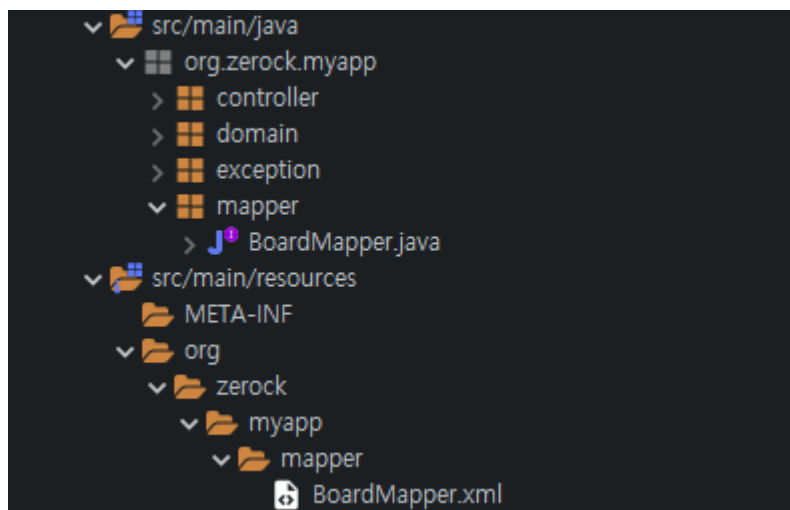 src/main/java
org.zerock.myapp
controller
domain
exception
mapper
BoardMapper.java
src/main/resources
META-INF
org
zerock
myapp
mapper
BoardMapper.xml